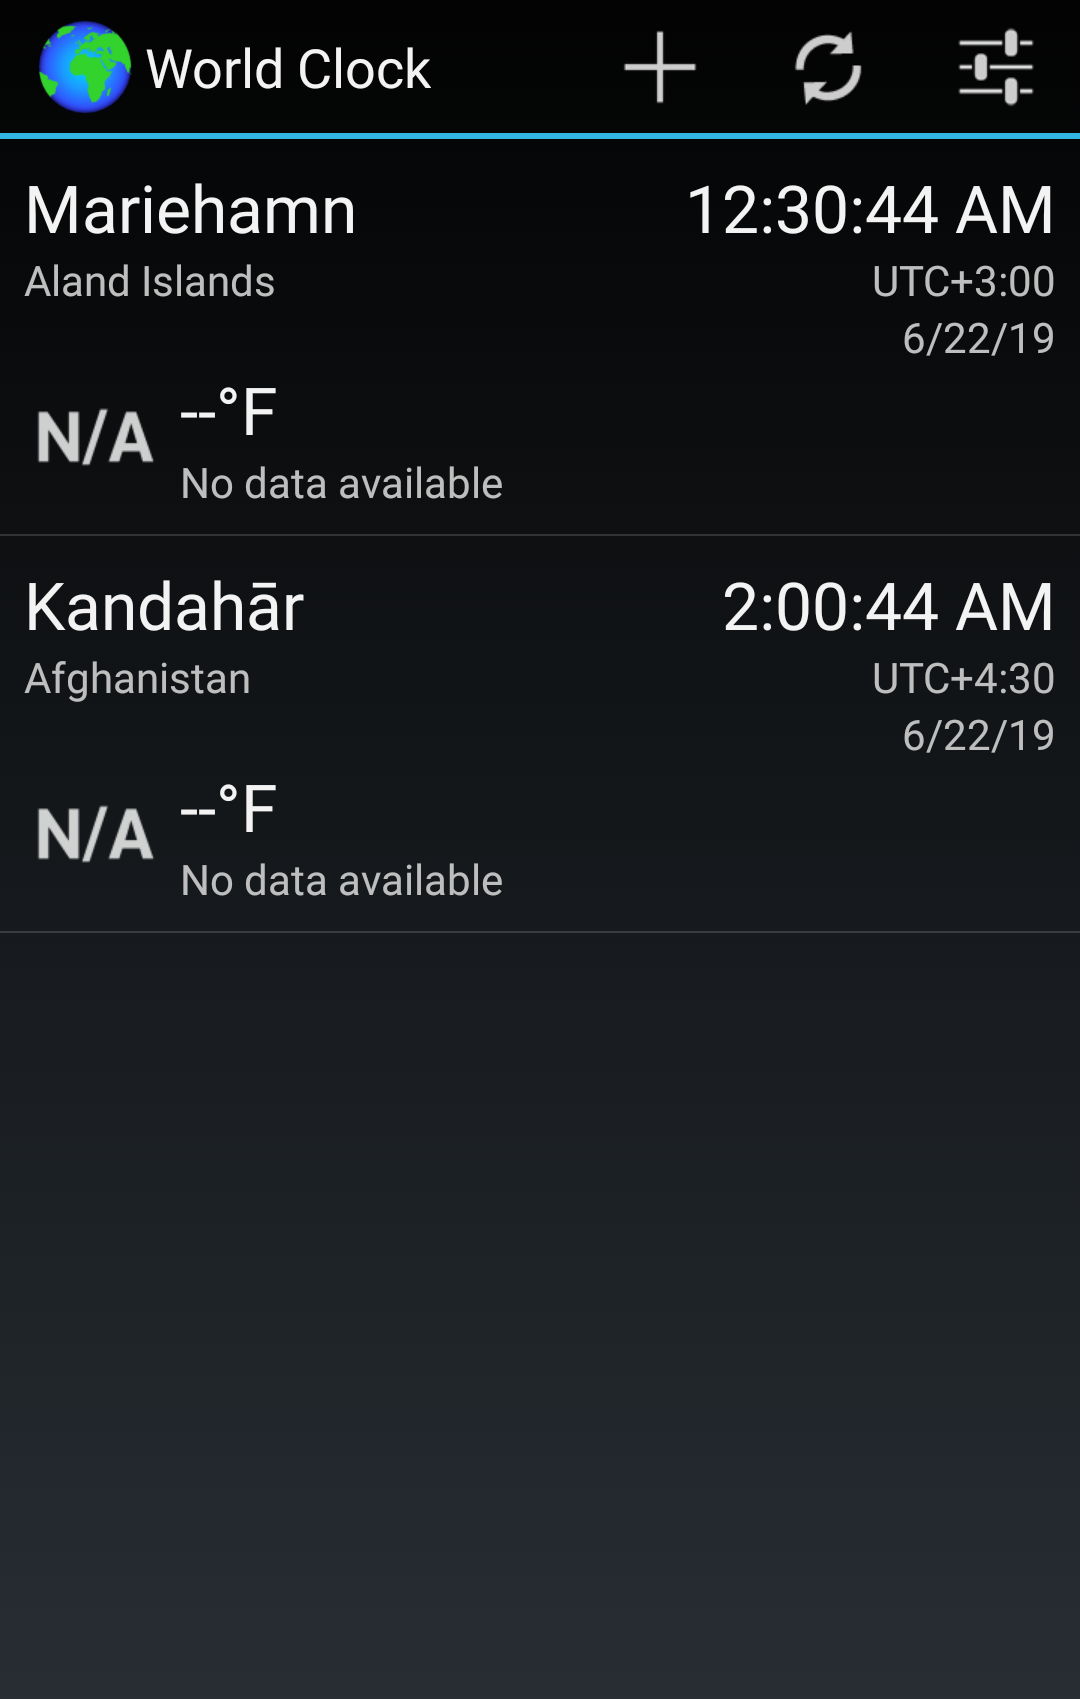 World Clock
Mariehamn 12:30:44 AM
Aland Islands UTC+3:00
6/22/19
N/A --°F
No data available
Kandahār 2:00:44 AM
Afghanistan UTC+4:30
6/22/19
N/A --°F
No data available